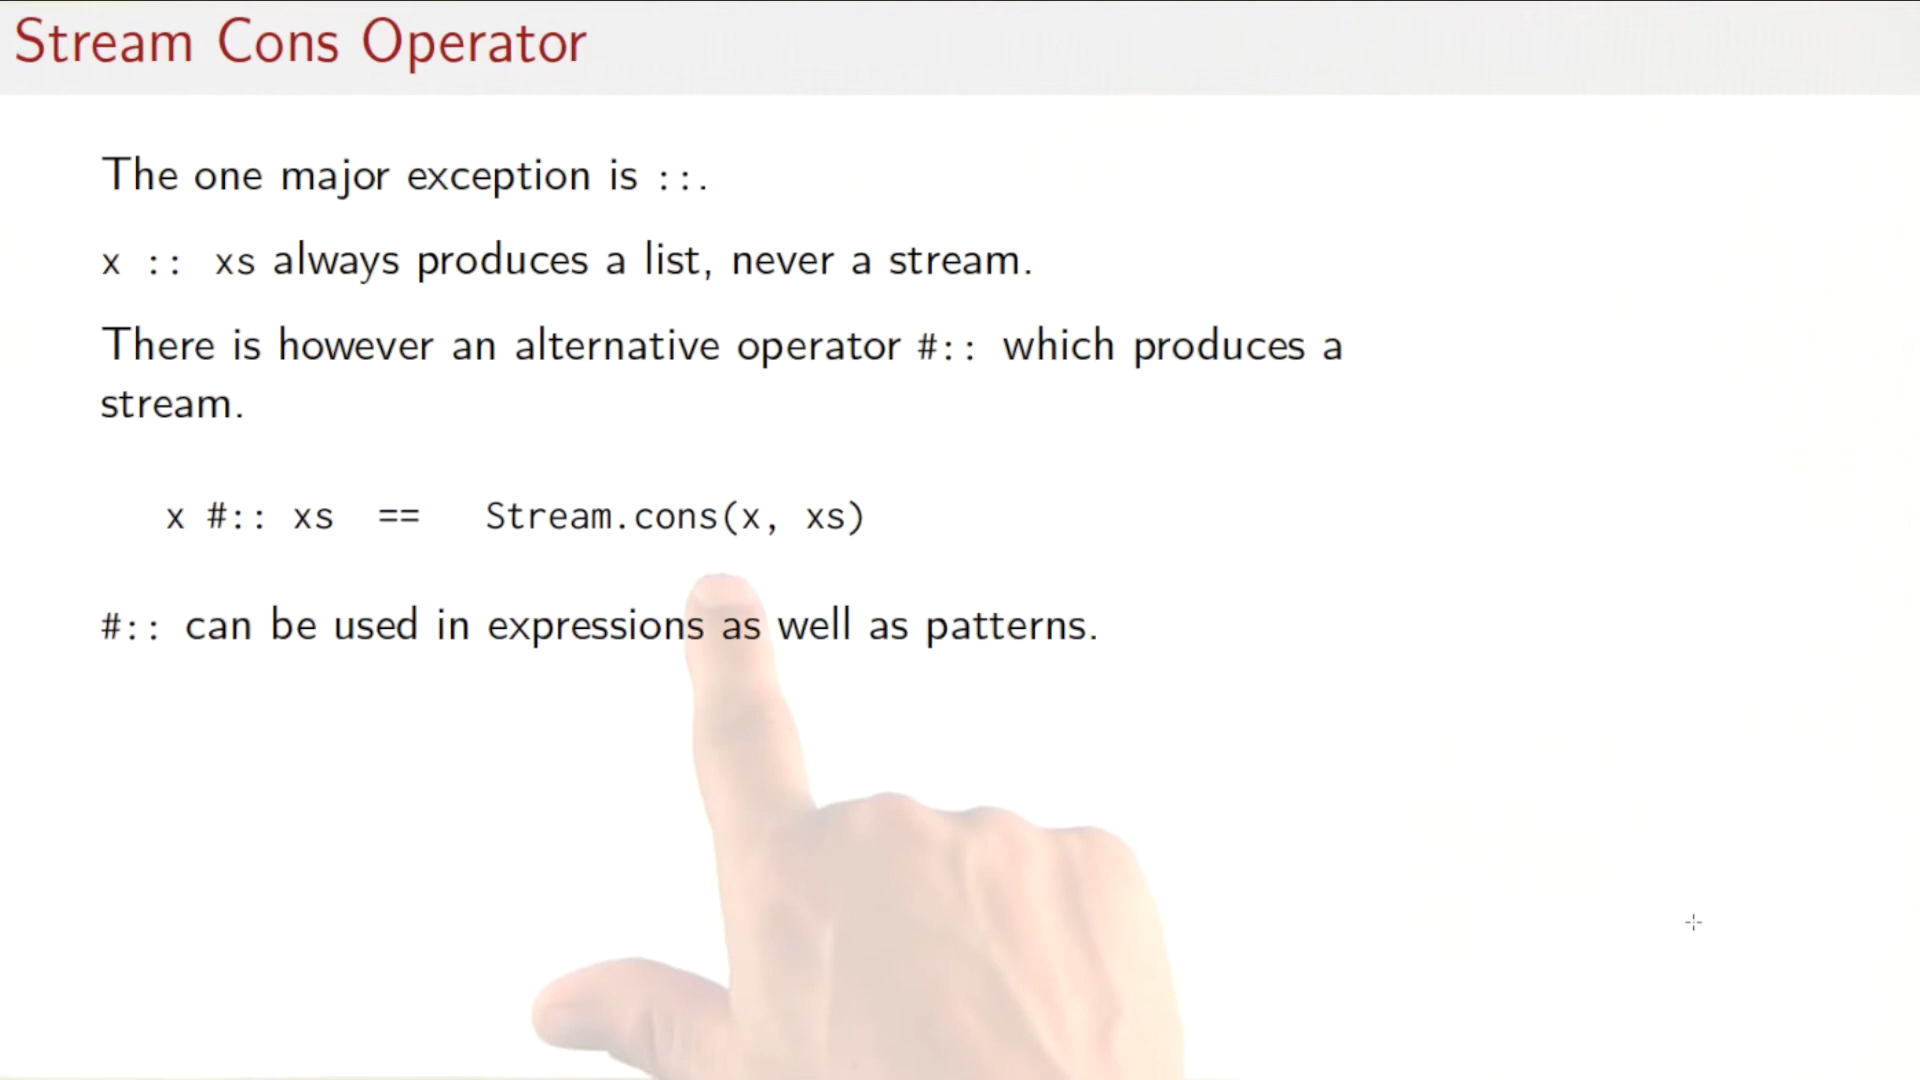 Stream Cons Operator
The one major exception is ::.
x :: xs always produces a list, never a stream.
There is however an alternative operator #:: which produces a
stream.
x #:: xs == Stream.cons(x, xs)
#:: can be used in expressions as well as patterns.